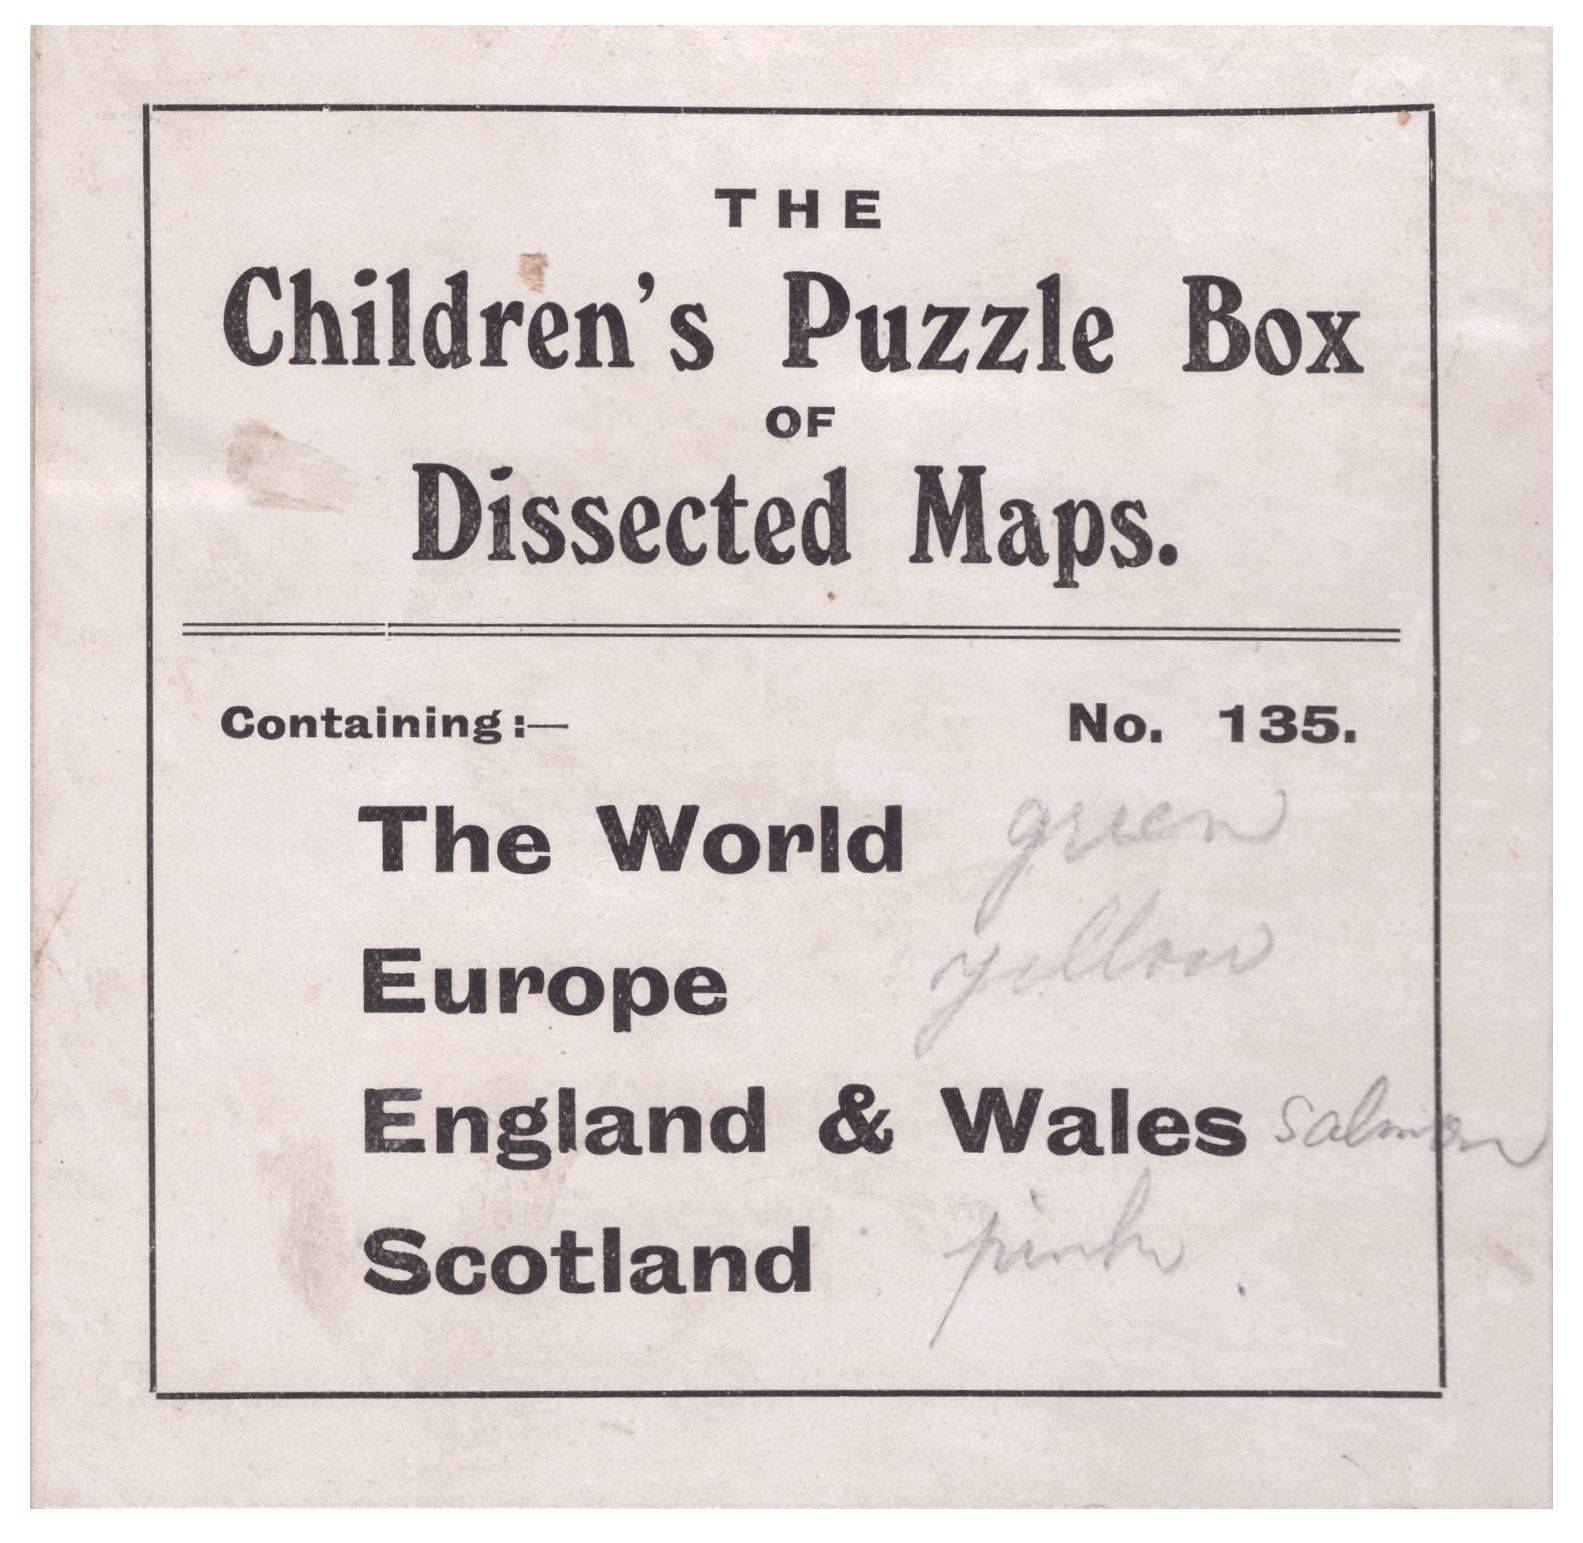 THE
Children's Puzzle Box
OF
Dissected Maps.
Containing:— No. 135.
The World green
Europe yellow
England & Wales salmon
Scotland pink